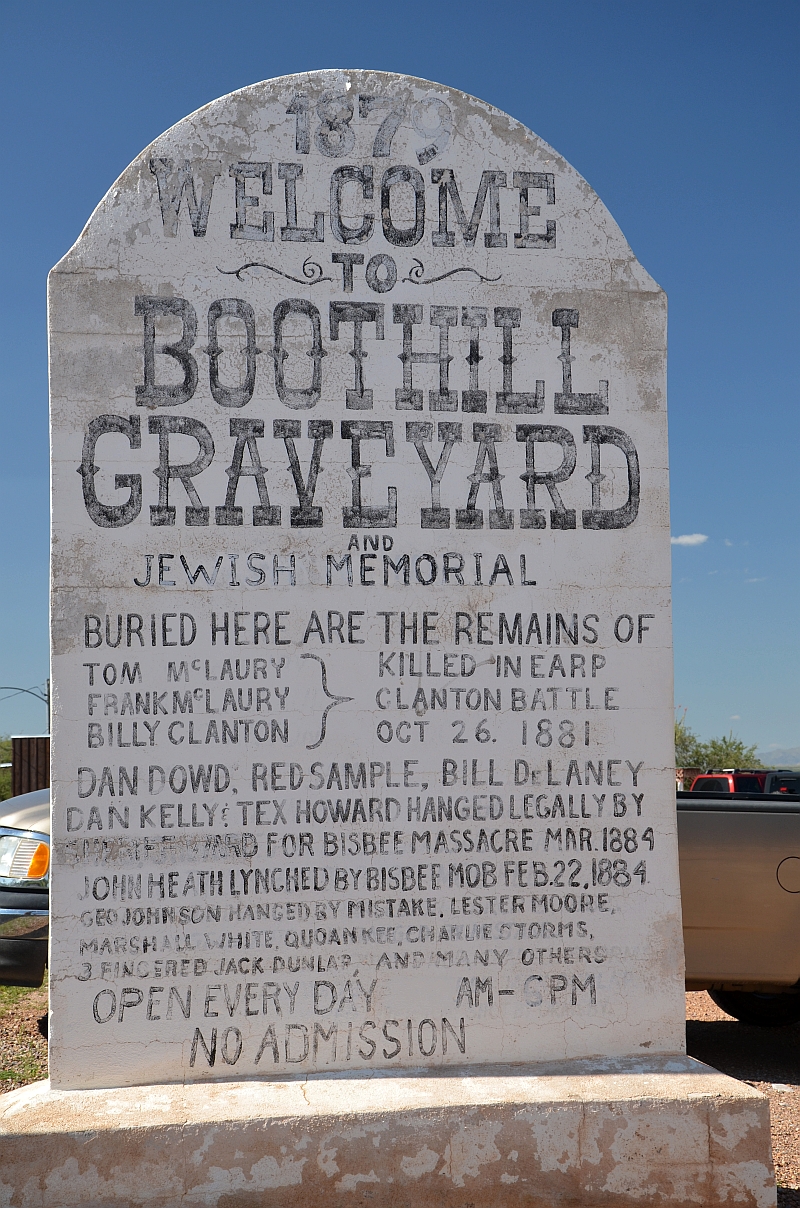 1879
WELCOME
TO
BOOTHILL
GRAVEYARD
AND
JEWISH MEMORIAL
BURIED HERE ARE THE REMAINS OF
TOM McLAURY KILLED IN EARP
FRANK McLAURY CLANTON BATTLE
BILLY CLANTON OCT 26. 1881
DAN DOWD, RED SAMPLE, BILL DeLANEY
DAN KELLY & TEX HOWARD HANGED LEGALLY BY
FOR BISBEE MASSACRE MAR. 1884
JOHN HEATH LYNCHED BY BISBEE MOB FEB. 22, 1884
GEO JOHNSON HANGED BY MISTAKE. LESTER MOORE,
MARSHALL WHITE, QUOAN KEE, CHARLIE STORMS,
3 FINGERED JACK DUNLAP, AND MANY OTHERS
OPEN EVERY DAY AM-6PM
NO ADMISSION